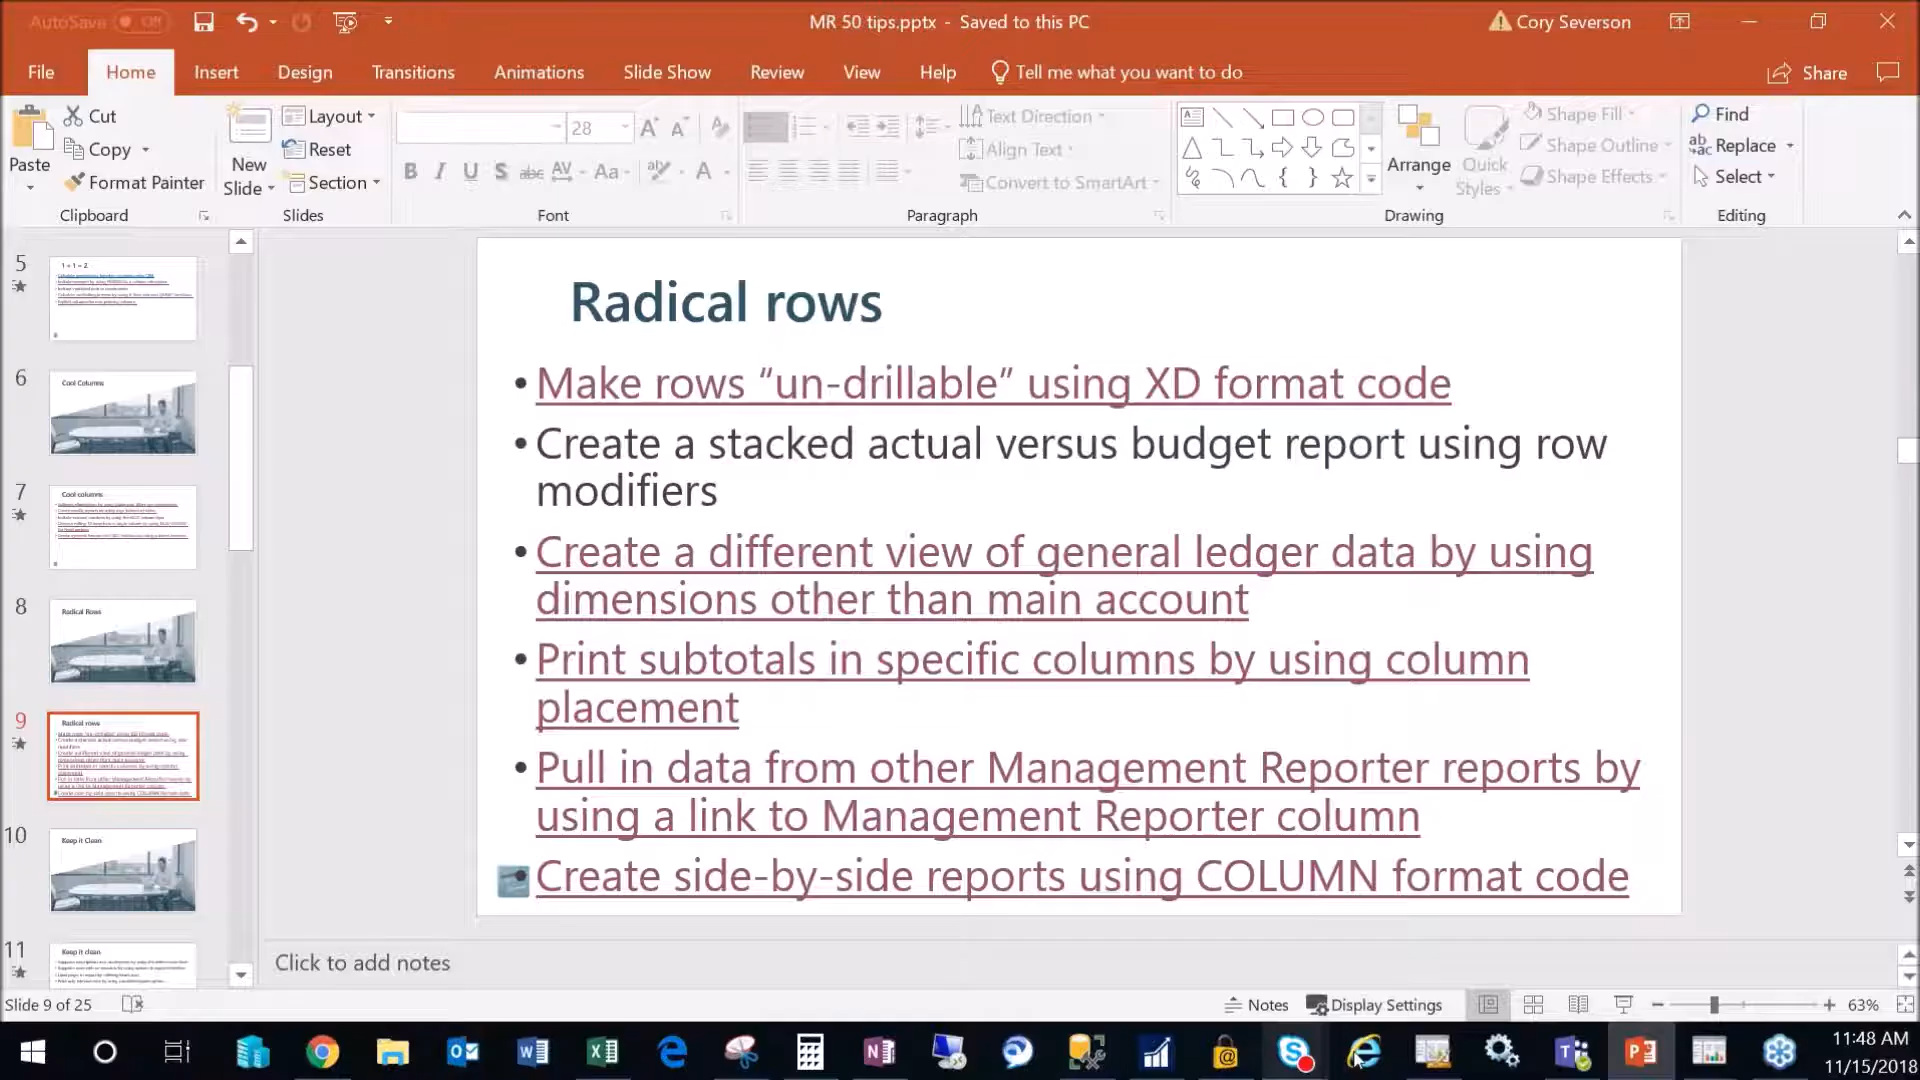 AutoSave Off
MR 50 tips.pptx - Saved to this PC
Cory Severson
File Home Insert Design Transitions Animations Slide Show Review View Help Tell me what you want to do
Share
Paste
Cut
Copy
Format Painter
Clipboard
New Slide
Layout
Reset
Section
Slides
28
B I U S abc AV Aa A
Font
Text Direction
Align Text
Convert to SmartArt
Paragraph
Arrange
Quick Styles
Shape Fill
Shape Outline
Shape Effects
Drawing
Find
Replace
Select
Editing
5
1 + 1 = 2
6
Cool Columns
7
Cool columns
8
Radical Rows
9
Radical rows
10
Keep it Clean
11
Keep it clean
Radical rows
• Make rows “un-drillable” using XD format code
• Create a stacked actual versus budget report using row
modifiers
• Create a different view of general ledger data by using
dimensions other than main account
• Print subtotals in specific columns by using column
placement
• Pull in data from other Management Reporter reports by
using a link to Management Reporter column
Create side-by-side reports using COLUMN format code
Click to add notes
Slide 9 of 25
Notes
Display Settings
63%
11:48 AM
11/15/2018